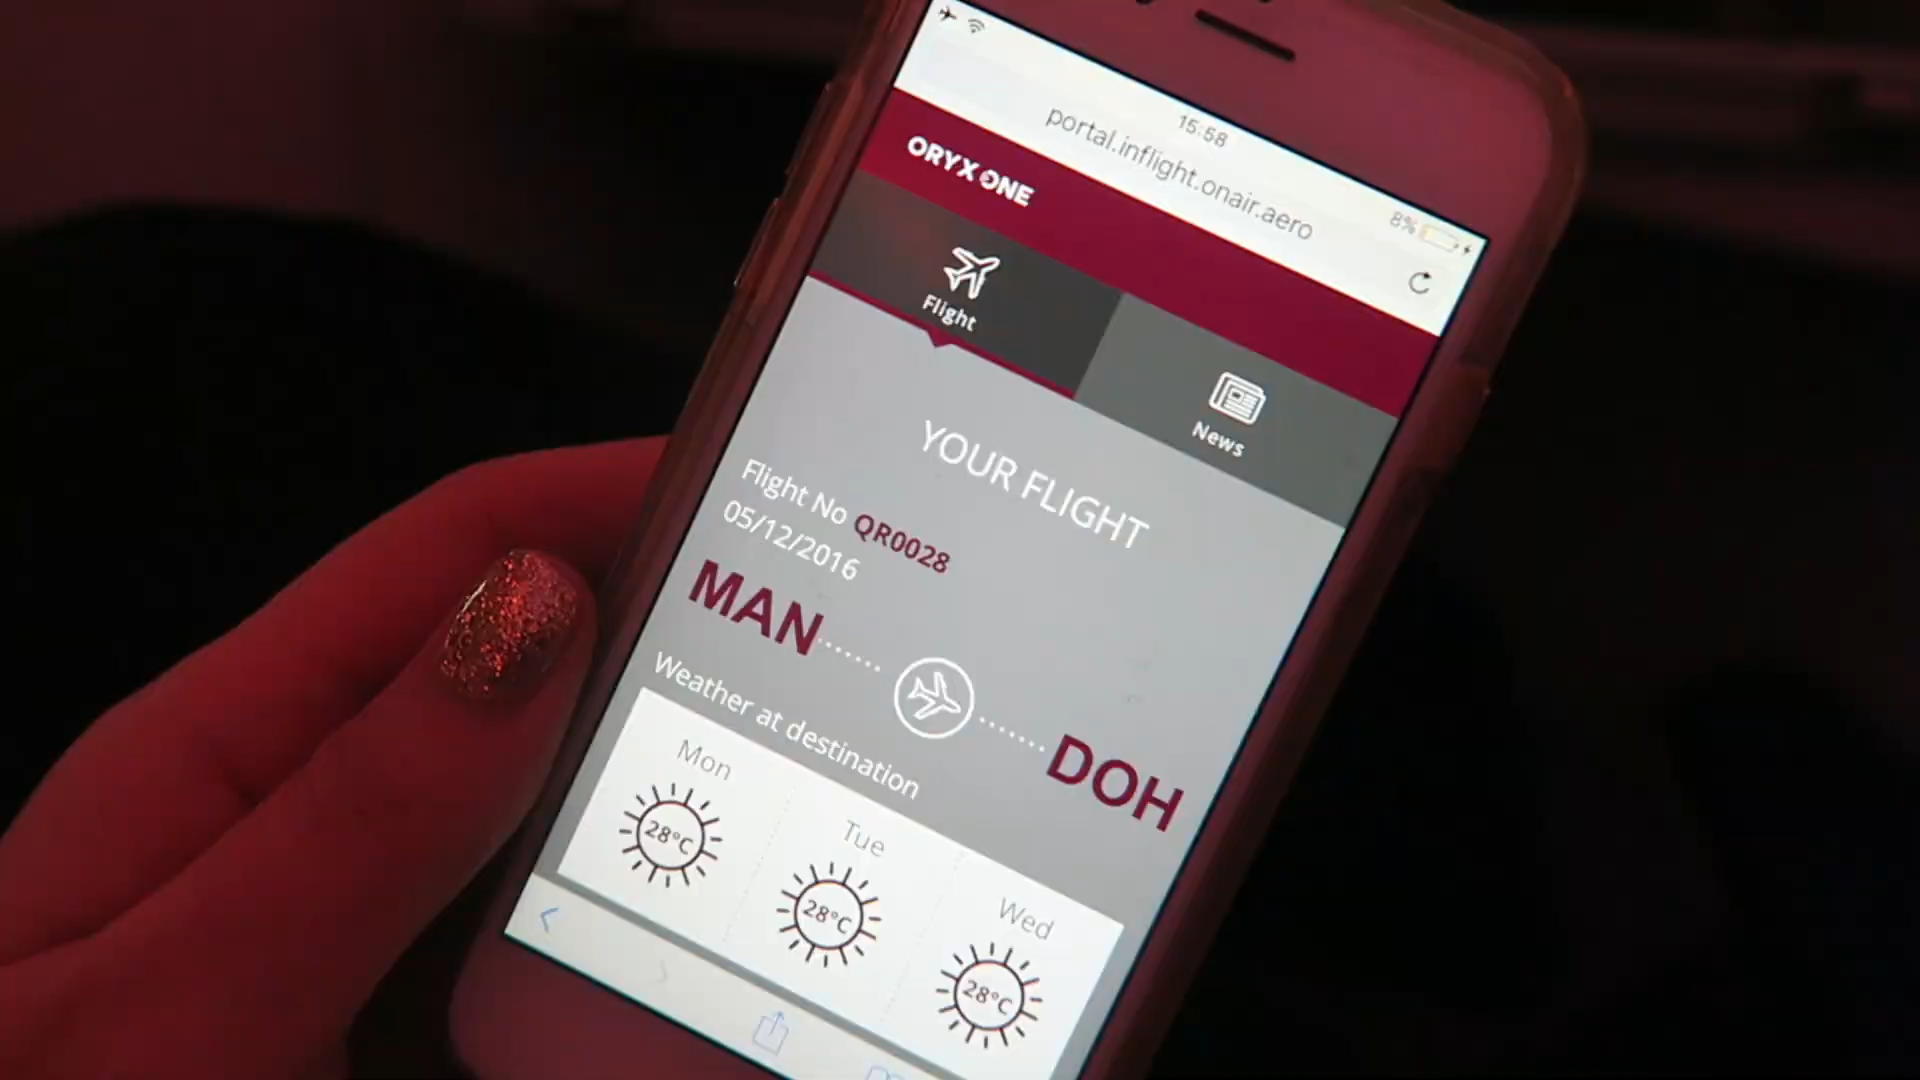 15:58
8%
portal.inflight.onair.aero
ORYX ONE
Flight
News
YOUR FLIGHT
Flight No QR0028
05/12/2016
MAN
DOH
Weather at destination
Mon
Tue
Wed
28°C
28°C
28°C